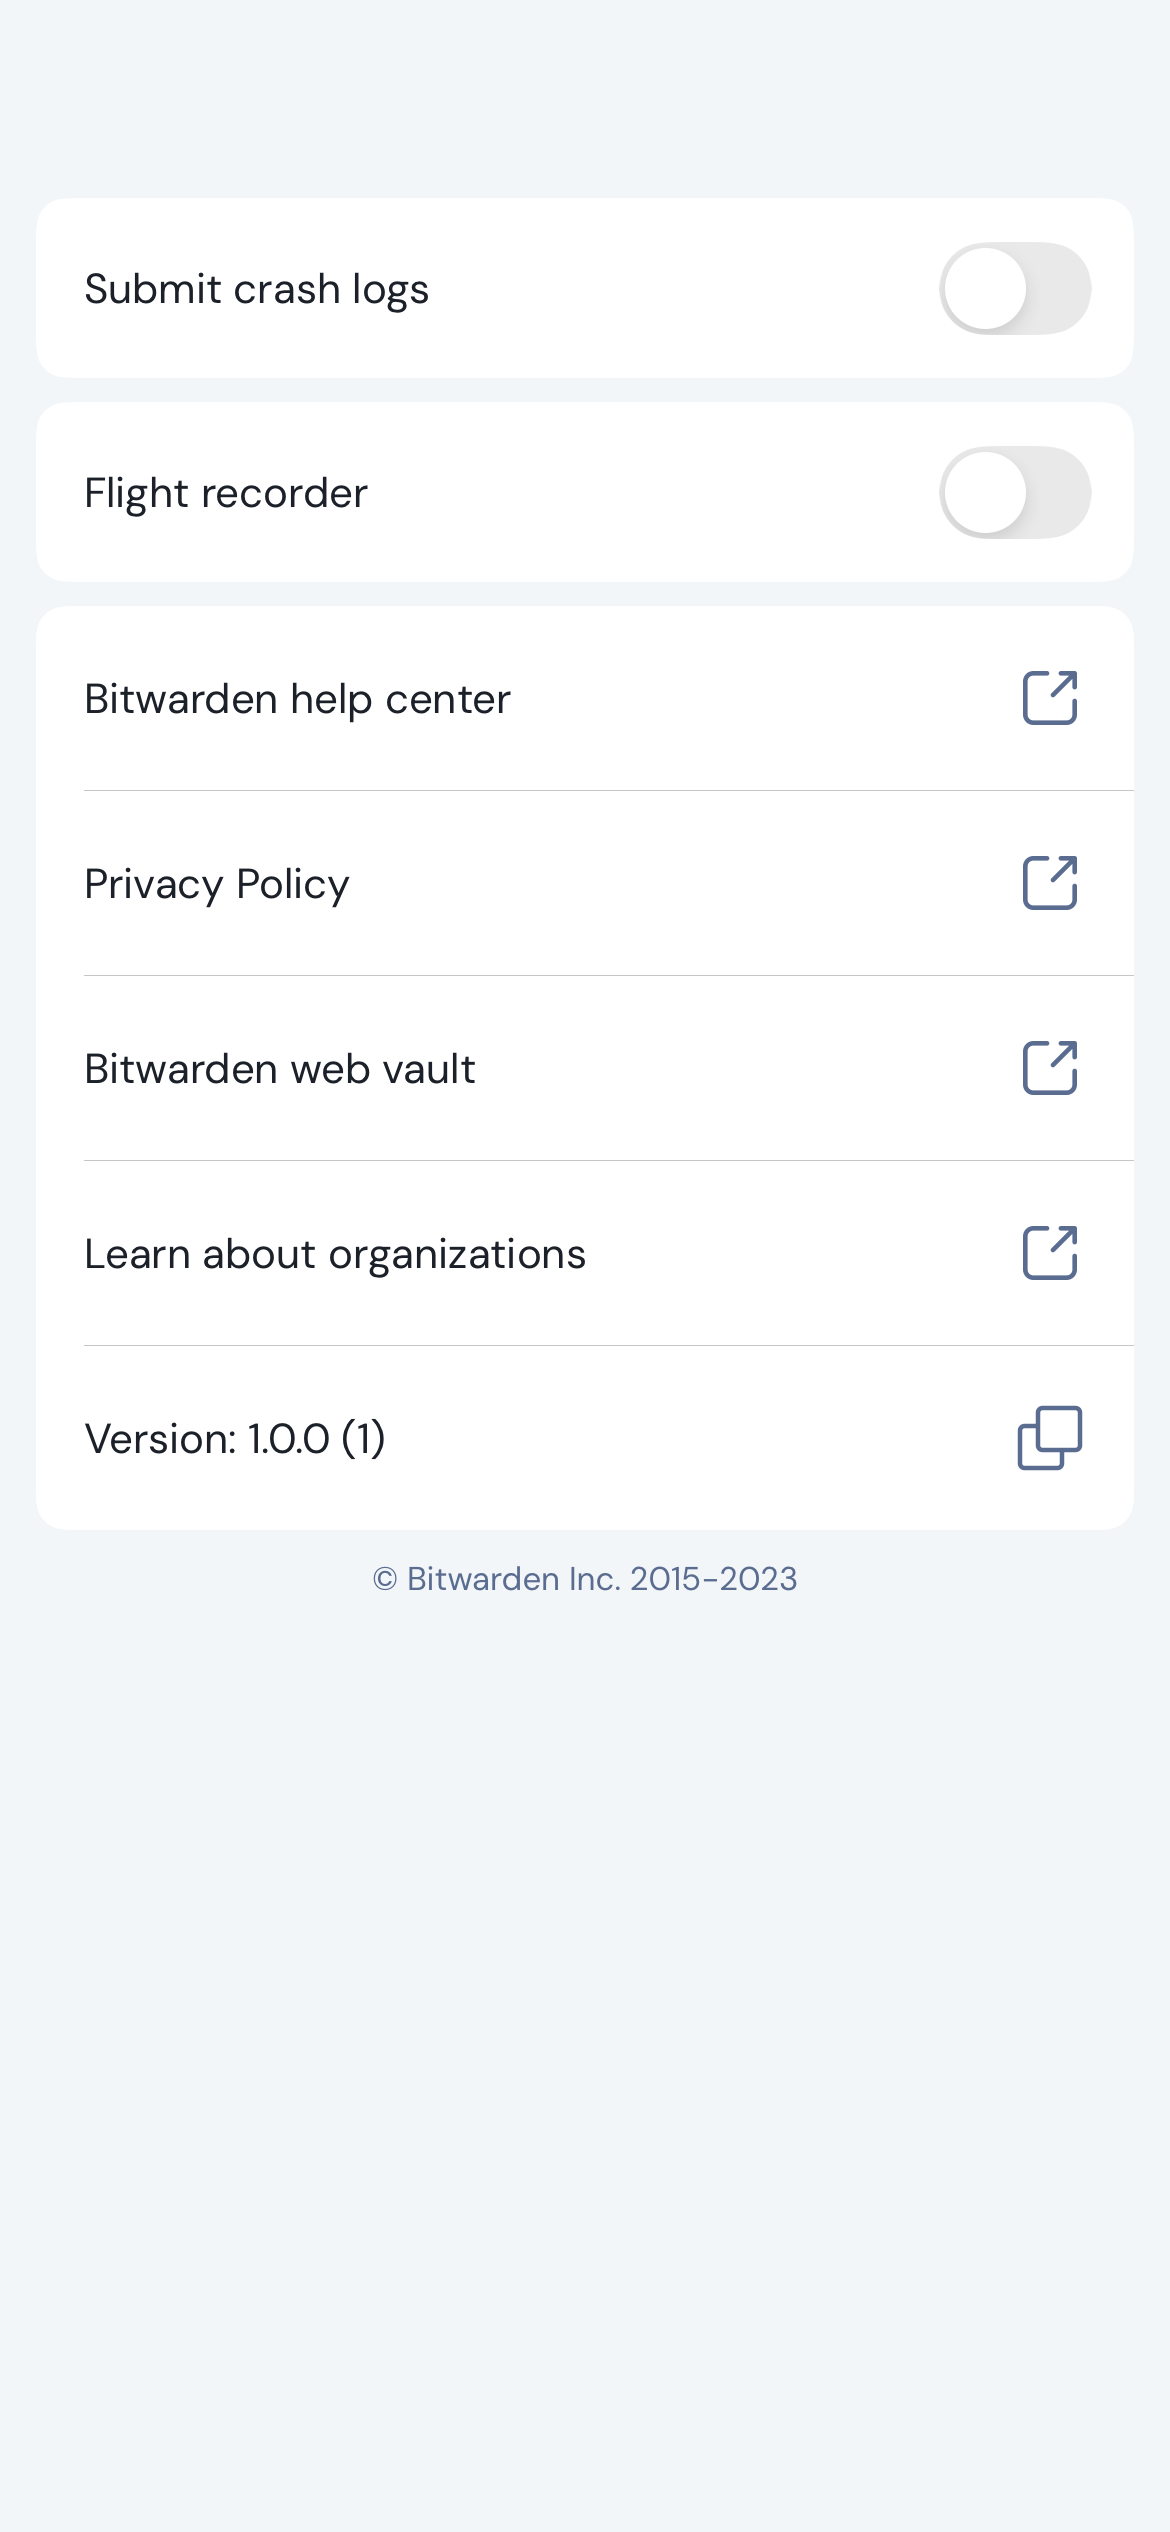 Submit crash logs
Flight recorder
Bitwarden help center
Privacy Policy
Bitwarden web vault
Learn about organizations
Version: 1.0.0 (1)
© Bitwarden Inc. 2015-2023